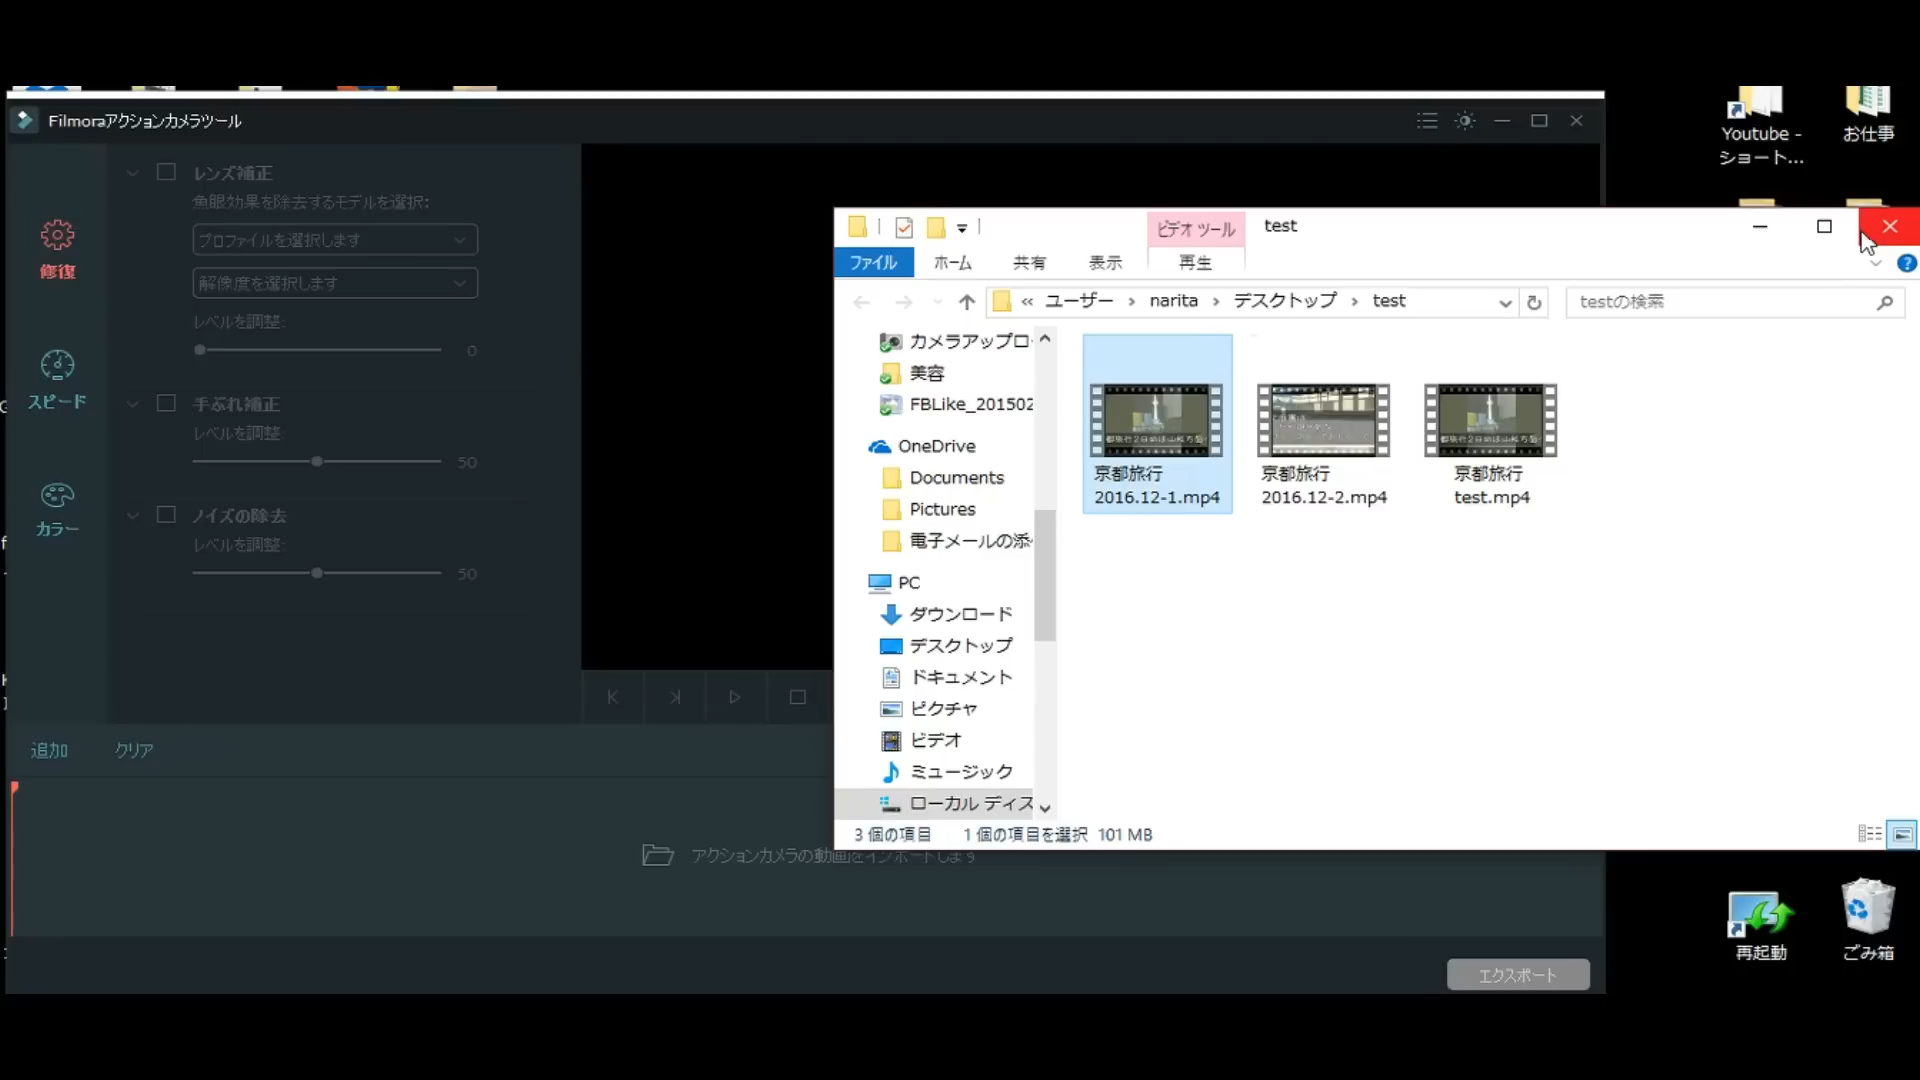 Filmoraアクションカメラツール
Youtube -
ショート...
お仕事
レンズ補正
魚眼効果を除去するモデルを選択:
プロファイルを選択します
解像度を選択します
レベルを調整:
0
修復
スピード
カラー
手ぶれ補正
レベルを調整:
50
ノイズの除去
レベルを調整:
50
追加
クリア
アクションカメラの動画をインポートします
エクスポート
ビデオ ツール
test
ファイル
ホーム
共有
表示
再生
« ユーザー › narita › デスクトップ › test
testの検索
カメラアップロ
美容
FBLike_201502
OneDrive
Documents
Pictures
電子メールの添
PC
ダウンロード
デスクトップ
ドキュメント
ピクチャ
ビデオ
ミュージック
ローカル ディス
京都旅行
2016.12-1.mp4
京都旅行
2016.12-2.mp4
京都旅行
test.mp4
3 個の項目
1 個の項目を選択 101 MB
再起動
ごみ箱